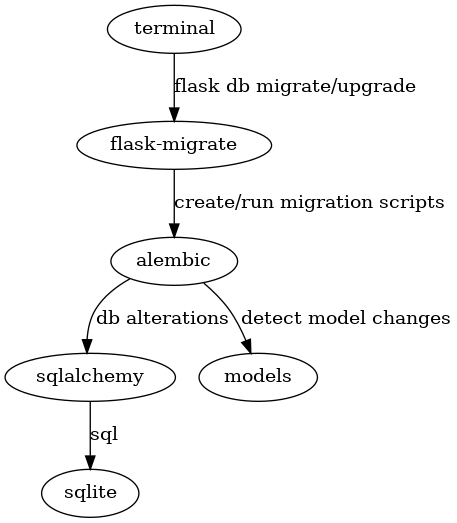 terminal
flask db migrate/upgrade
flask-migrate
create/run migration scripts
alembic
db alterations
detect model changes
sqlalchemy
models
sql
sqlite